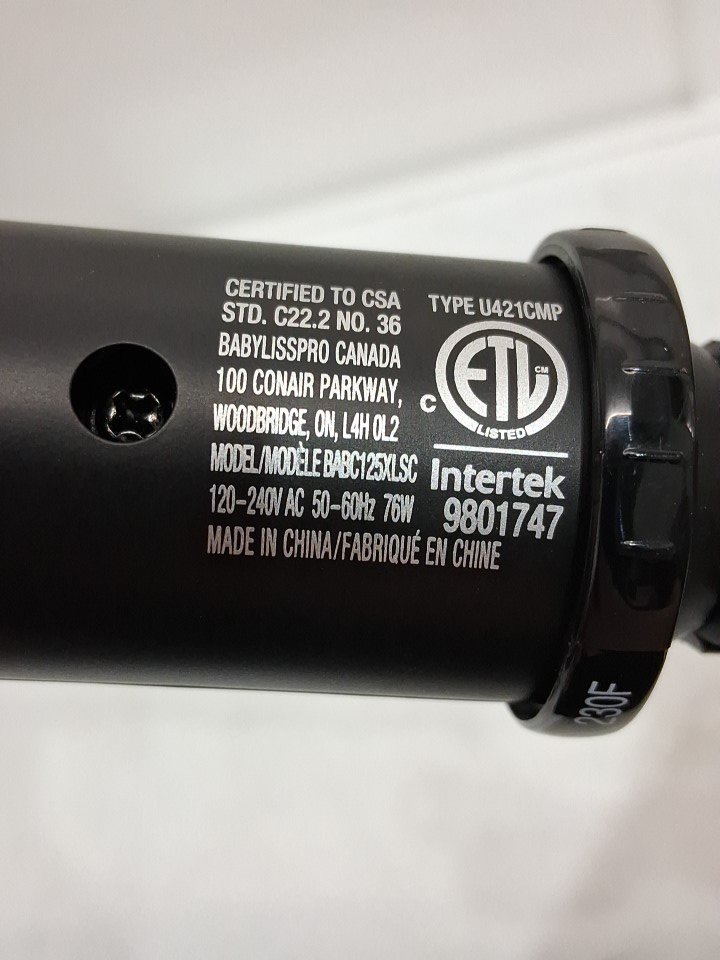 CERTIFIED TO CSA
STD. C22.2 NO. 36
BABYLISSPRO CANADA
100 CONAIR PARKWAY,
WOODBRIDGE, ON, L4H 0L2
MODEL/MODÈLE BABC125XLSC
120-240V AC 50-60Hz 76W
MADE IN CHINA/FABRIQUÉ EN CHINE
TYPE U421CMP
C ETL CM
LISTED
Intertek
9801747
230F